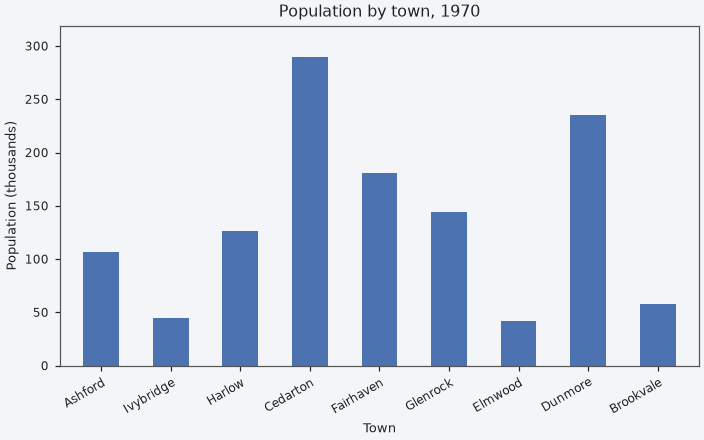 Population by town, 1970
Population (thousands)
300
250
200
150
100
50
0
Ashford
Ivybridge
Harlow
Cedarton
Fairhaven
Glenrock
Elmwood
Dunmore
Brookvale
Town